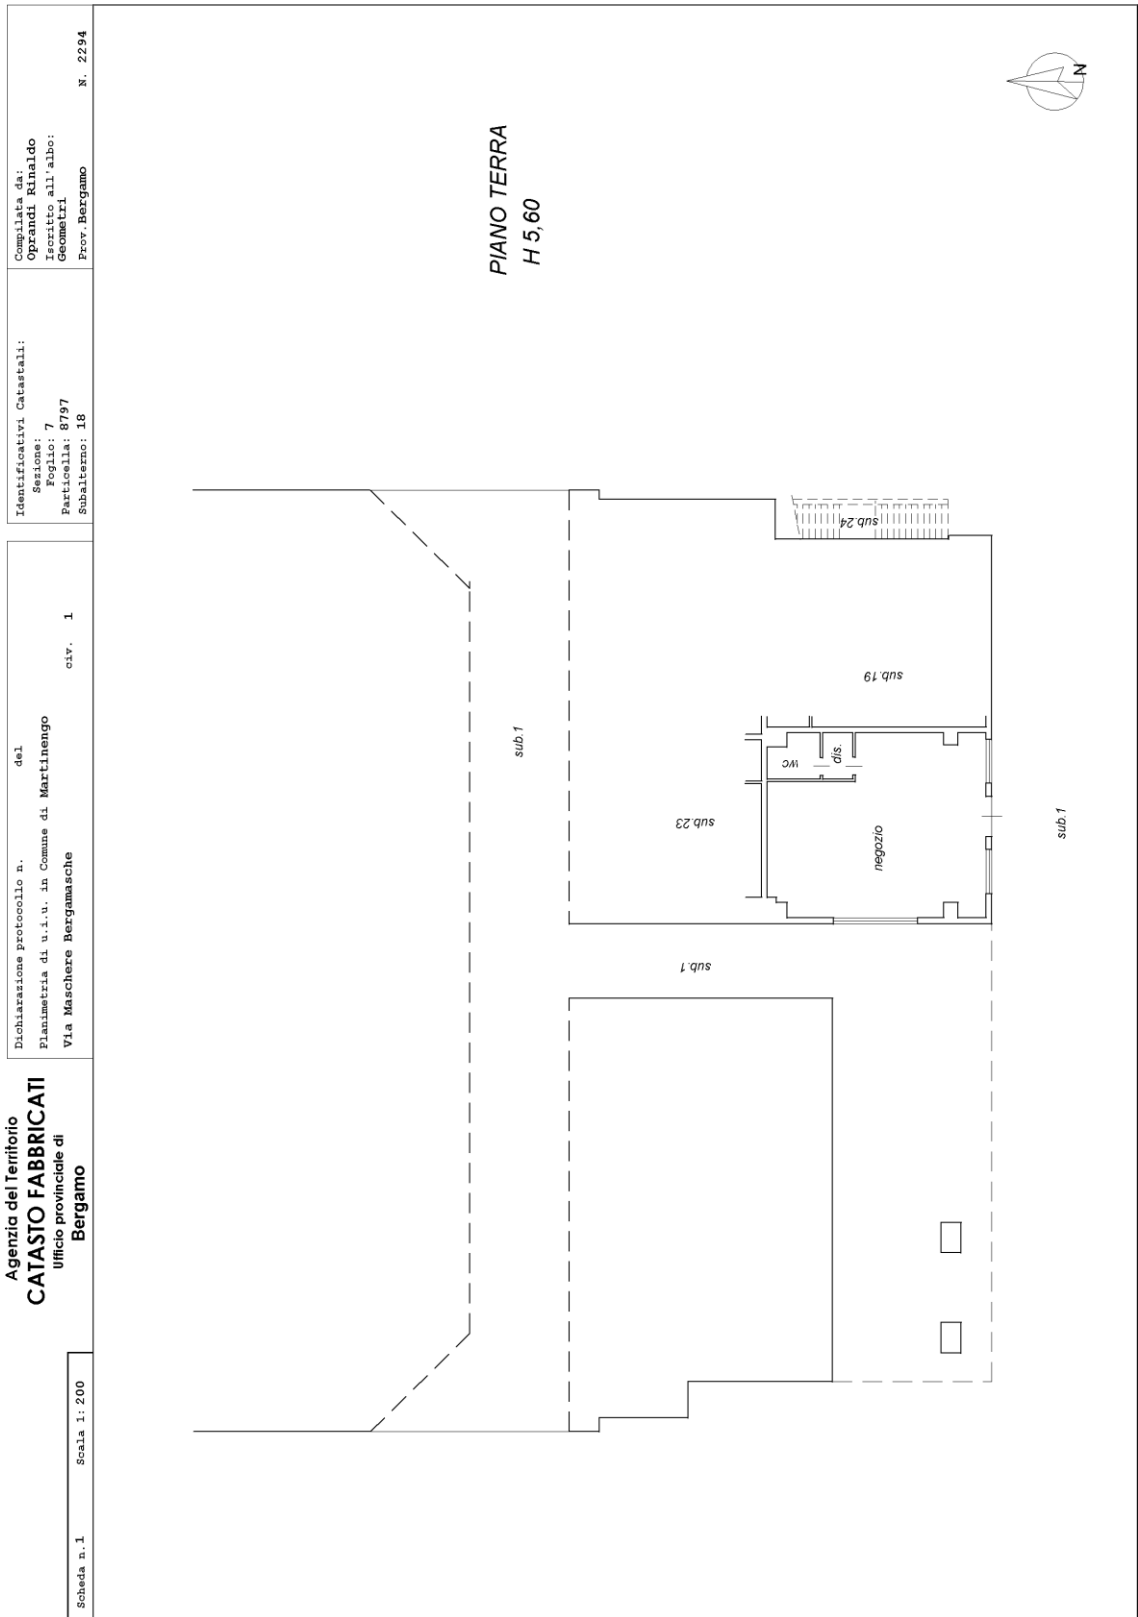 Agenzia del Territorio
CATASTO FABBRICATI
Ufficio provinciale di
Bergamo
Scheda n. 1
Scala 1: 200
Dichiarazione protocollo n.
del
Planimetria di u.i.u. in Comune di Martinengo
Via Maschere Bergamasche
civ. 1
Identificativi Catastali:
Sezione:
Foglio: 7
Particella: 8797
Subalterno: 18
Compilata da:
Oprandi Rinaldo
Iscritto all'albo:
Geometri
Prov. Bergamo
N. 2294
PIANO TERRA
H 5,60
N
sub.1
sub.24
sub.19
sub.23
WC
dis.
negozio
sub.1
sub.1